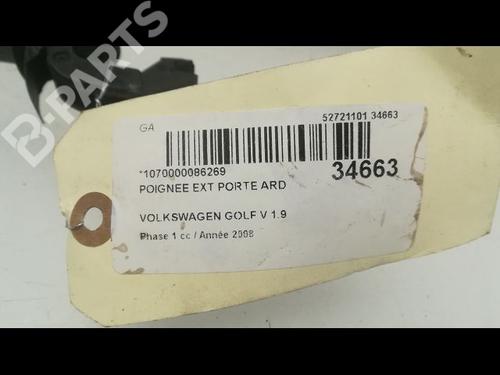 B-PARTS
GA
52721101 34663
*1070000086269
34663
POIGNEE EXT PORTE ARD
VOLKSWAGEN GOLF V 1.9
Phase 1 cc / Année 2008